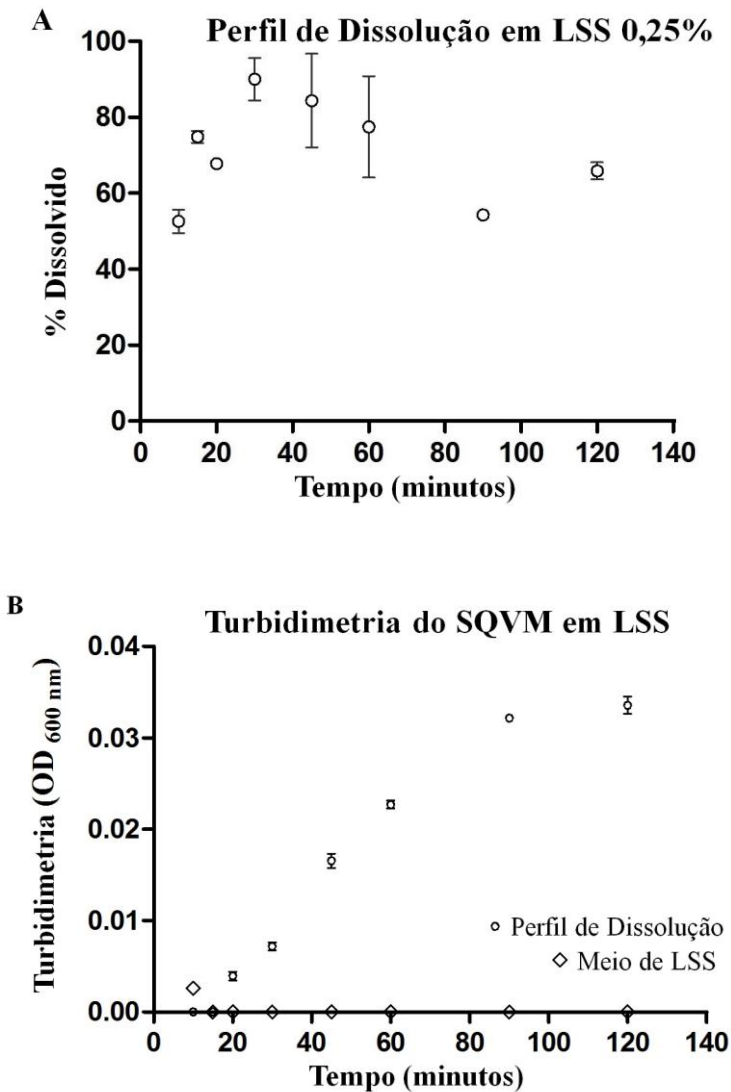 A
Perfil de Dissolução em LSS 0,25%
100
80
60
40
20
0
% Dissolvido
0 20 40 60 80 100 120 140
Tempo (minutos)
B
Turbidimetria do SQVM em LSS
0.04
0.03
0.02
0.01
0.00
Turbidimetria (OD 600 nm)
Perfil de Dissolução
Meio de LSS
0 20 40 60 80 100 120 140
Tempo (minutos)